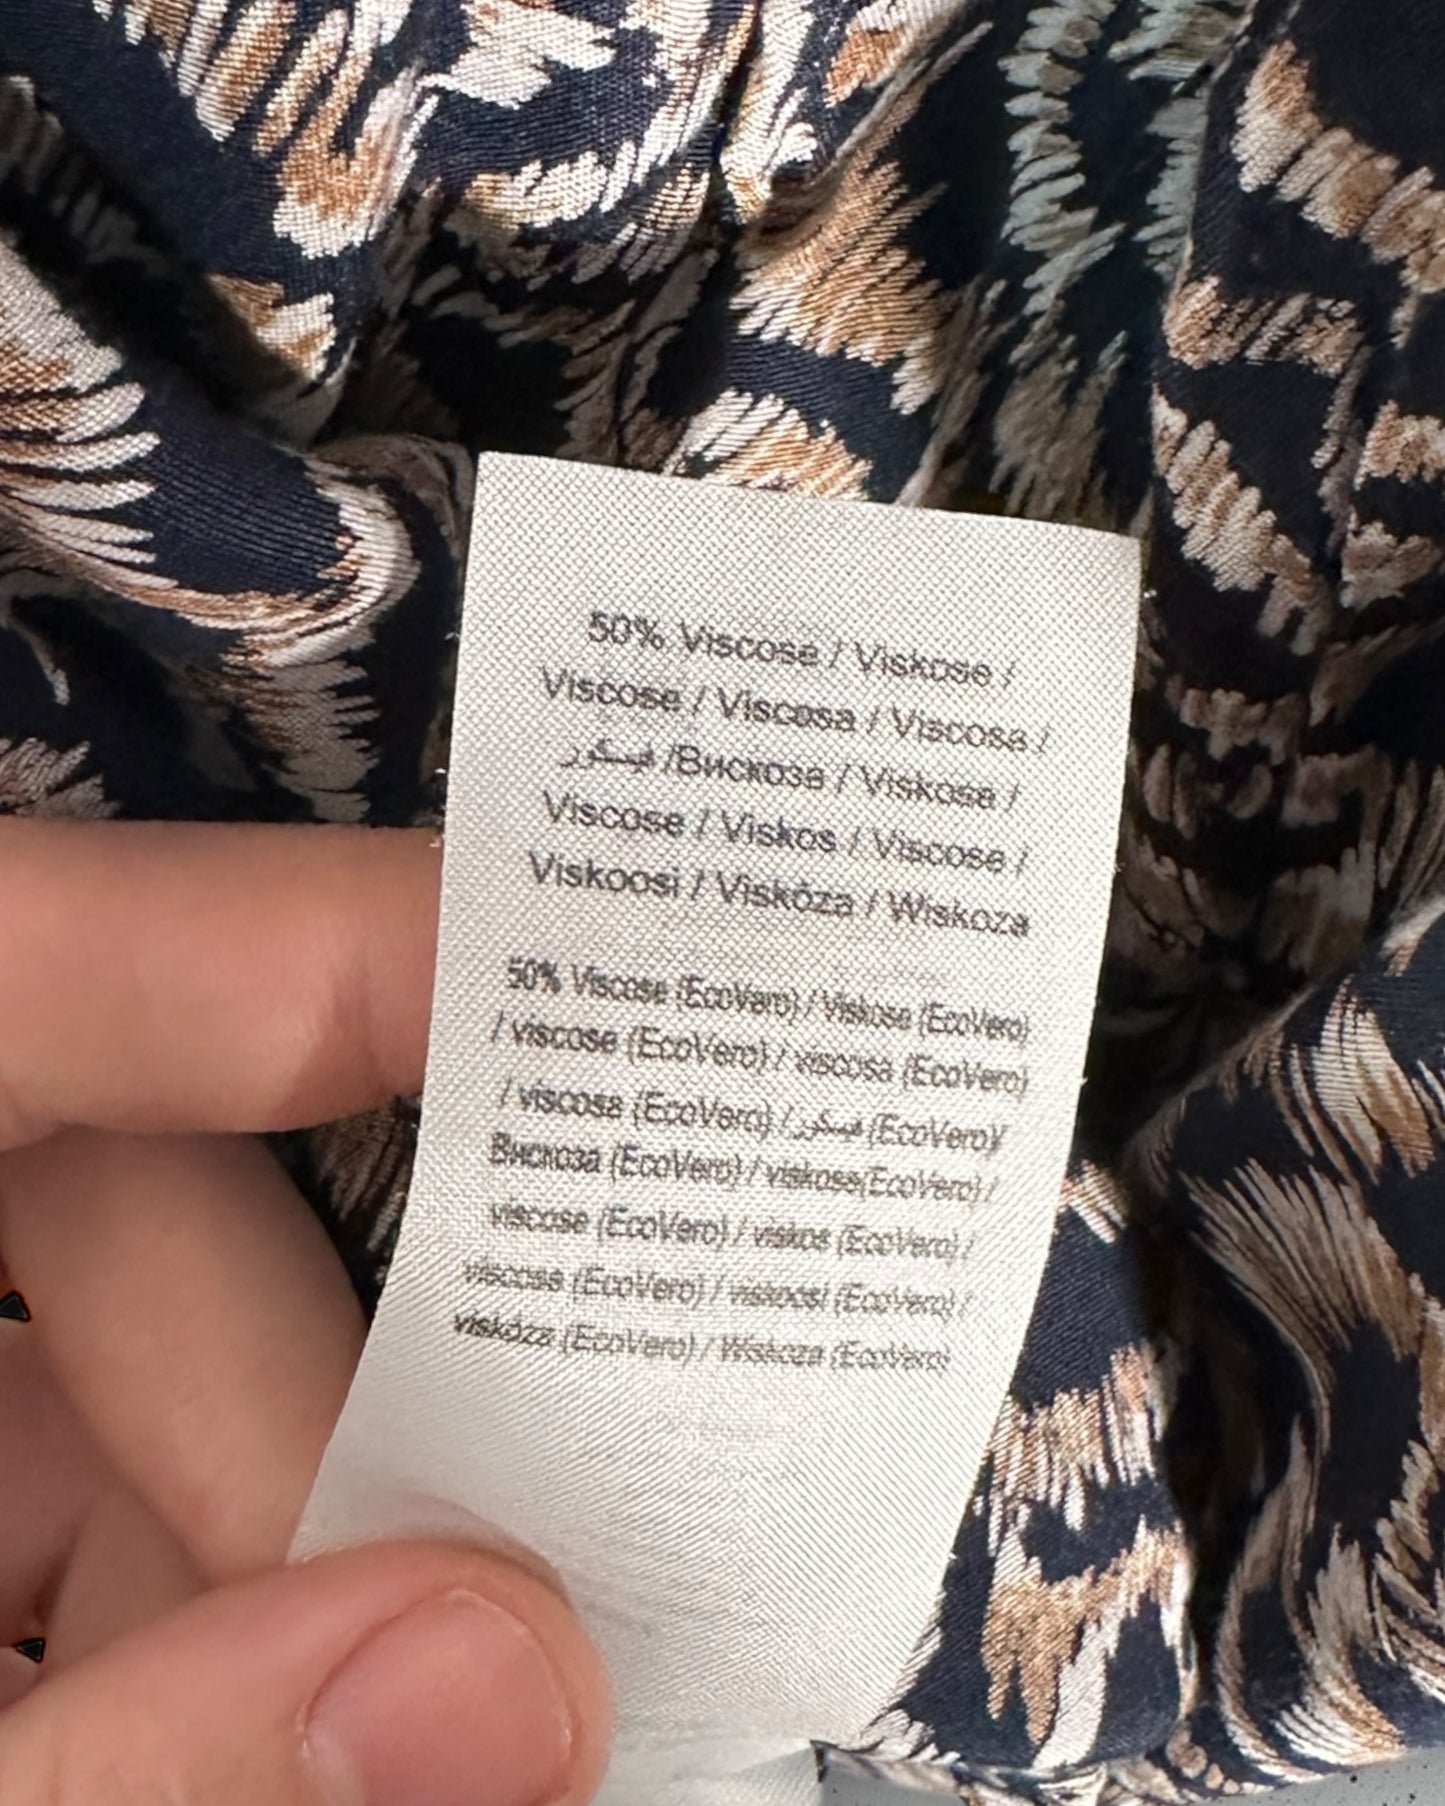 50% Viscose / Viskose /
Viscose / Viscosa / Viscosa /
فيسكوز /Вискоза / Viskosa /
Viscose / Viskos / Viscose /
Viskoosi / Viskóza / Wiskoza
50% Viscose (EcoVero) / Viskose (EcoVero)
/ viscose (EcoVero) / viscosa (EcoVero)
/ viscosa (EcoVero) / فيسكوز (EcoVero)/
Вискоза (EcoVero) / viskose(EcoVero) /
viscose (EcoVero) / viskos (EcoVero) /
viscose (EcoVero) / viskoosi (EcoVero) /
viskóza (EcoVero) / Wiskoza (EcoVero)